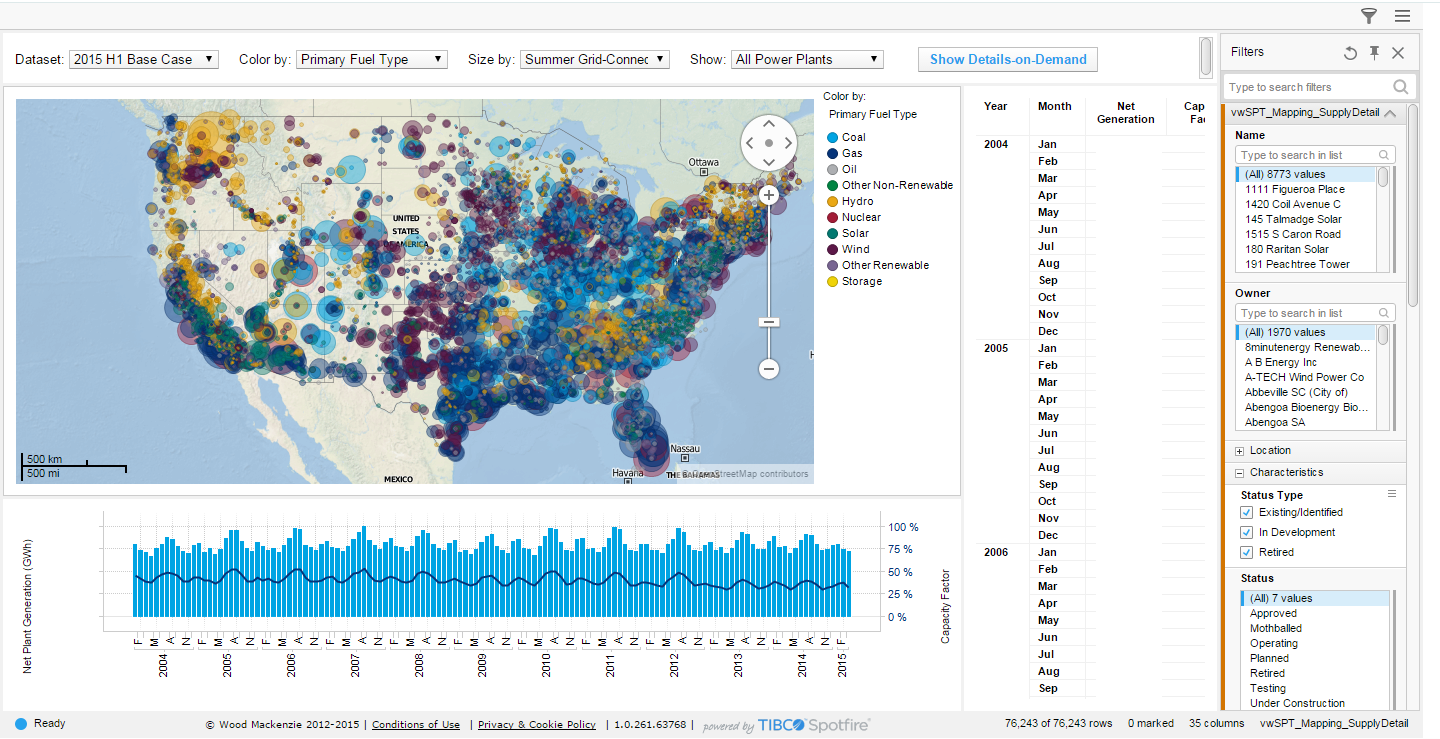 Dataset: 2015 H1 Base Case Color by: Primary Fuel Type Size by: Summer Grid-Connec Show: All Power Plants Show Details-on-Demand
Color by:
Primary Fuel Type
Coal
Gas
Oil
Other Non-Renewable
Hydro
Nuclear
Solar
Wind
Other Renewable
Storage
Ottawa
UNITED
STATES
OF AMERICA
500 km
500 mi
MEXICO
Havana
Nassau
THE BAHAMAS
OpenStreetMap contributors
Net Plant Generation (GWh)
100 %
75 %
50 %
25 %
0 %
Capacity Factor
F M A N F M A N F M A N F M A N F M A N F M A N F M A N F M A N F M A N F M A N F M A N F
2004 2005 2006 2007 2008 2009 2010 2011 2012 2013 2014 2015
Year Month Net Generation Cap Fa
2004 Jan
Feb
Mar
Apr
May
Jun
Jul
Aug
Sep
Oct
Nov
Dec
2005 Jan
Feb
Mar
Apr
May
Jun
Jul
Aug
Sep
Oct
Nov
Dec
2006 Jan
Feb
Mar
Apr
May
Jun
Jul
Aug
Sep
Filters
Type to search filters
vwSPT_Mapping_SupplyDetail
Name
Type to search in list
(All) 8773 values
1111 Figueroa Place
1420 Coil Avenue C
145 Talmadge Solar
1515 S Caron Road
180 Raritan Solar
191 Peachtree Tower
Owner
Type to search in list
(All) 1970 values
8minutenergy Renewab...
A B Energy Inc
A-TECH Wind Power Co
Abbeville SC (City of)
Abengoa Bioenergy Bio...
Abengoa SA
Location
Characteristics
Status Type
Existing/Identified
In Development
Retired
Status
(All) 7 values
Approved
Mothballed
Operating
Planned
Retired
Testing
Under Construction
Ready © Wood Mackenzie 2012-2015 | Conditions of Use | Privacy & Cookie Policy | 1.0.261.63768 | powered by TIBCO Spotfire 76,243 of 76,243 rows 0 marked 35 columns vwSPT_Mapping_SupplyDetail